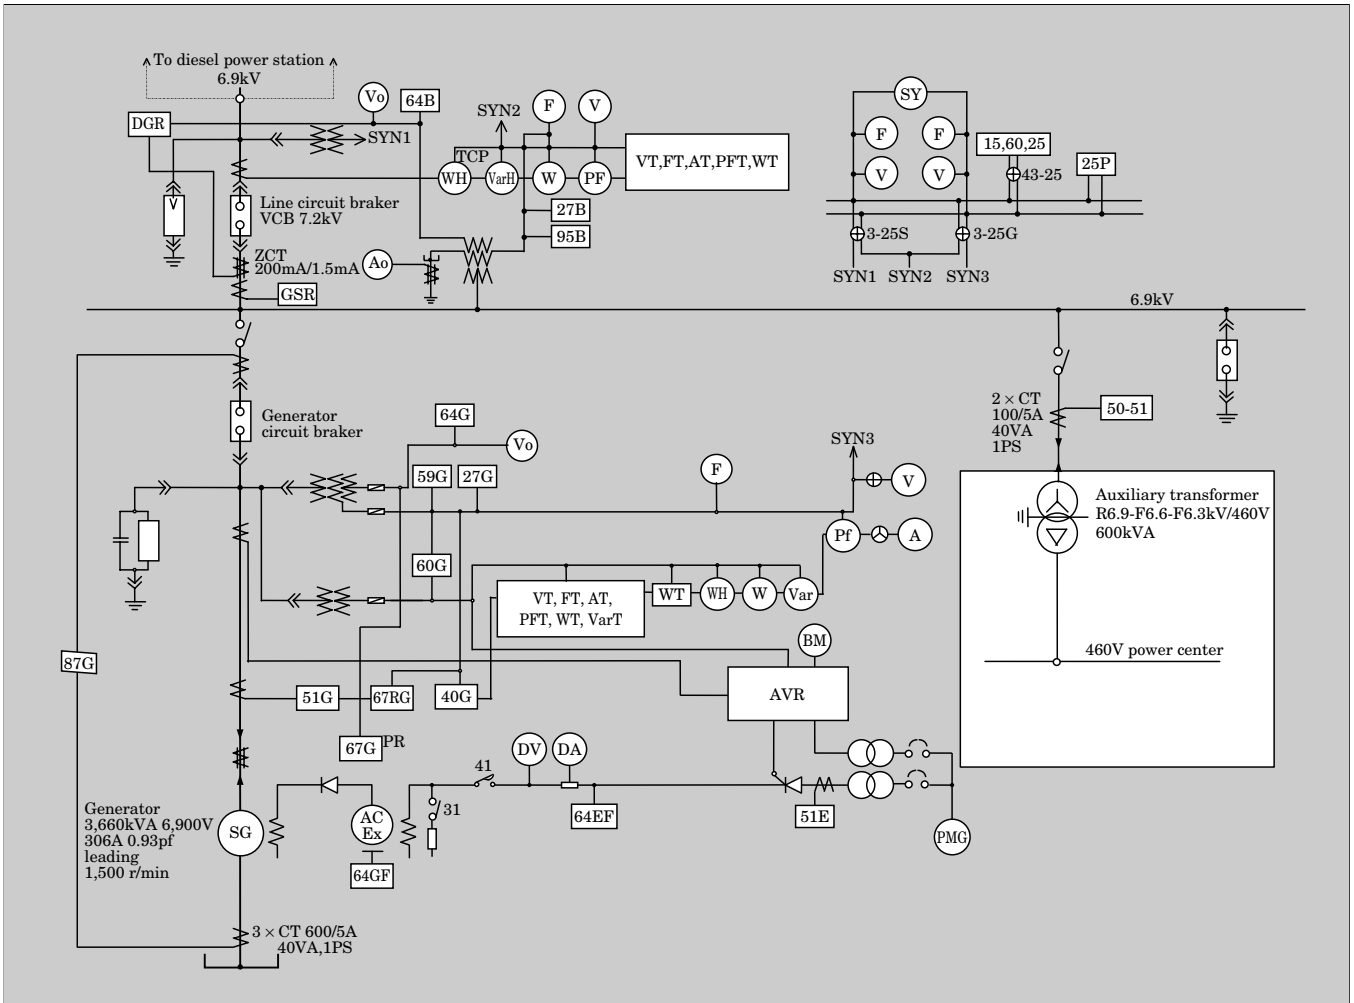 To diesel power station
6.9kV
DGR
Vo
64B
SYN1
SYN2
F
V
TCP
WH
VarH
W
PF
VT,FT,AT,PFT,WT
27B
95B
Line circuit braker
VCB 7.2kV
ZCT
200mA/1.5mA
Ao
GSR
SY
F
F
V
V
15,60,25
43-25
25P
3-25S
3-25G
SYN1
SYN2
SYN3
6.9kV
Generator
circuit braker
64G
Vo
59G
27G
60G
F
SYN3
V
Pf
A
2 × CT
100/5A
40VA
1PS
50-51
Auxiliary transformer
R6.9-F6.6-F6.3kV/460V
600kVA
460V power center
VT, FT, AT,
PFT, WT, VarT
WT
WH
W
Var
BM
AVR
87G
51G
67RG
40G
67G
PR
DV
DA
41
31
64EF
51E
PMG
Generator
3,660kVA 6,900V
306A 0.93pf
leading
1,500 r/min
SG
AC
Ex
64GF
3 × CT 600/5A
40VA,1PS